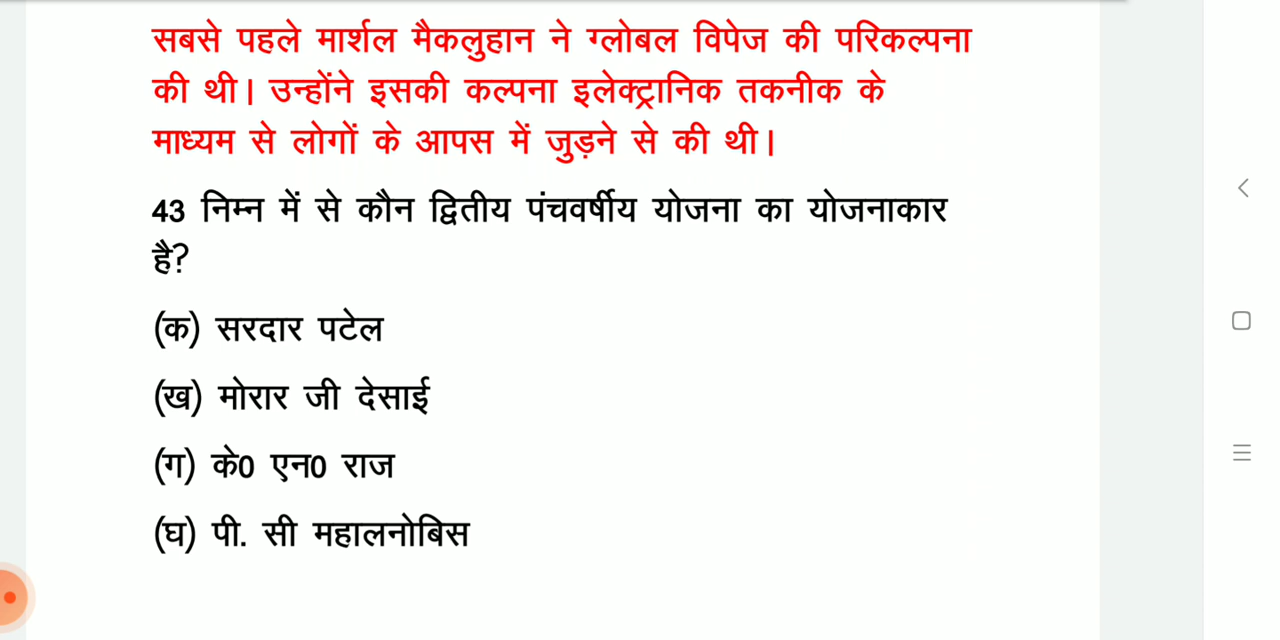 सबसे पहले मार्शल मैकलुहान ने ग्लोबल विपेज की परिकल्पना
की थी। उन्होंने इसकी कल्पना इलेक्ट्रानिक तकनीक के
माध्यम से लोगों के आपस में जुड़ने से की थी।
43 निम्न में से कौन द्वितीय पंचवर्षीय योजना का योजनाकार
है?
(क) सरदार पटेल
(ख) मोरार जी देसाई
(ग) के0 एन0 राज
(घ) पी. सी महालनोबिस